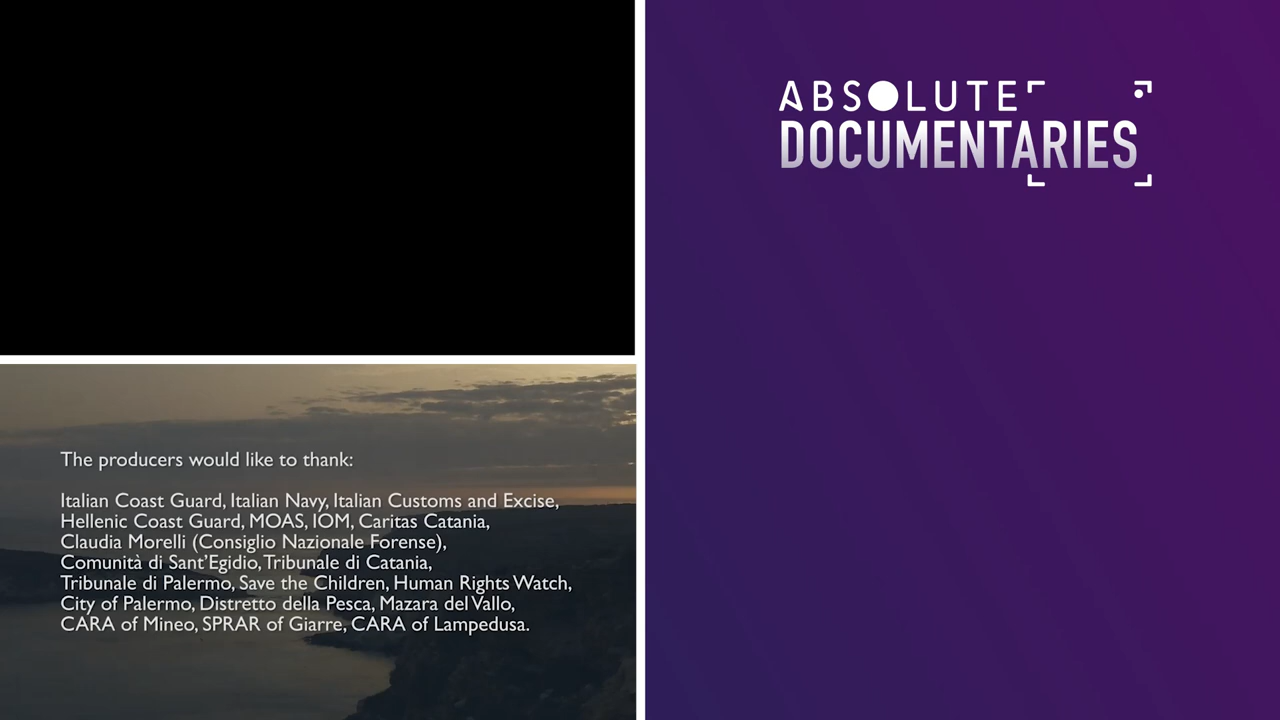 ABSOLUTE
DOCUMENTARIES
The producers would like to thank:
Italian Coast Guard, Italian Navy, Italian Customs and Excise,
Hellenic Coast Guard, MOAS, IOM, Caritas Catania,
Claudia Morelli (Consiglio Nazionale Forense),
Comunità di Sant'Egidio, Tribunale di Catania,
Tribunale di Palermo, Save the Children, Human Rights Watch,
City of Palermo, Distretto della Pesca, Mazara del Vallo,
CARA of Mineo, SPRAR of Giarre, CARA of Lampedusa.